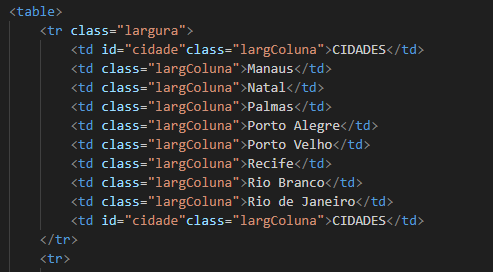 <table>
<tr class="largura">
<td id="cidade"class="largColuna">CIDADES</td>
<td class="largColuna">Manaus</td>
<td class="largColuna">Natal</td>
<td class="largColuna">Palmas</td>
<td class="largColuna">Porto Alegre</td>
<td class="largColuna">Porto Velho</td>
<td class="largColuna">Recife</td>
<td class="largColuna">Rio Branco</td>
<td class="largColuna">Rio de Janeiro</td>
<td id="cidade"class="largColuna">CIDADES</td>
</tr>
<tr>